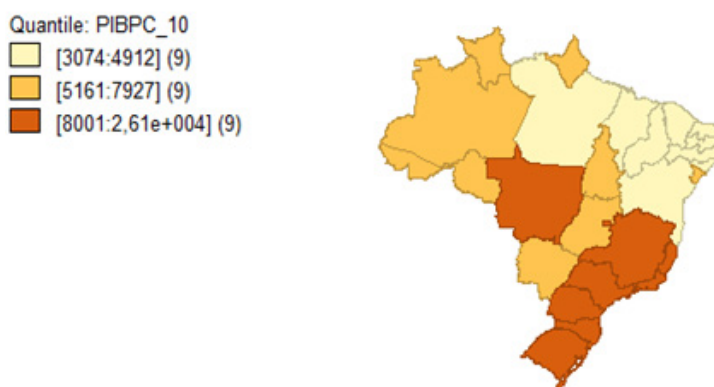 Quantile: PIBPC_10
[3074:4912] (9)
[5161:7927] (9)
[8001:2,61e+004] (9)